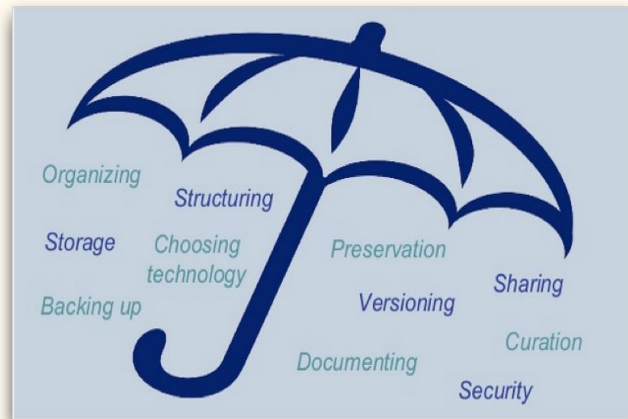 Organizing
Structuring
Storage
Choosing
technology
Preservation
Sharing
Backing up
Versioning
Curation
Documenting
Security